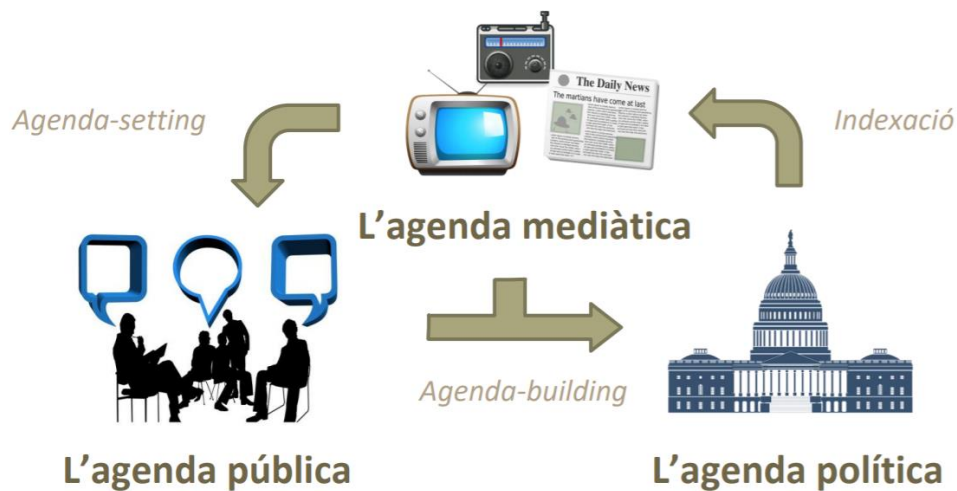 The Daily News
The martians have come at last
Agenda-setting
Indexació
L’agenda mediàtica
Agenda-building
L’agenda pública
L’agenda política